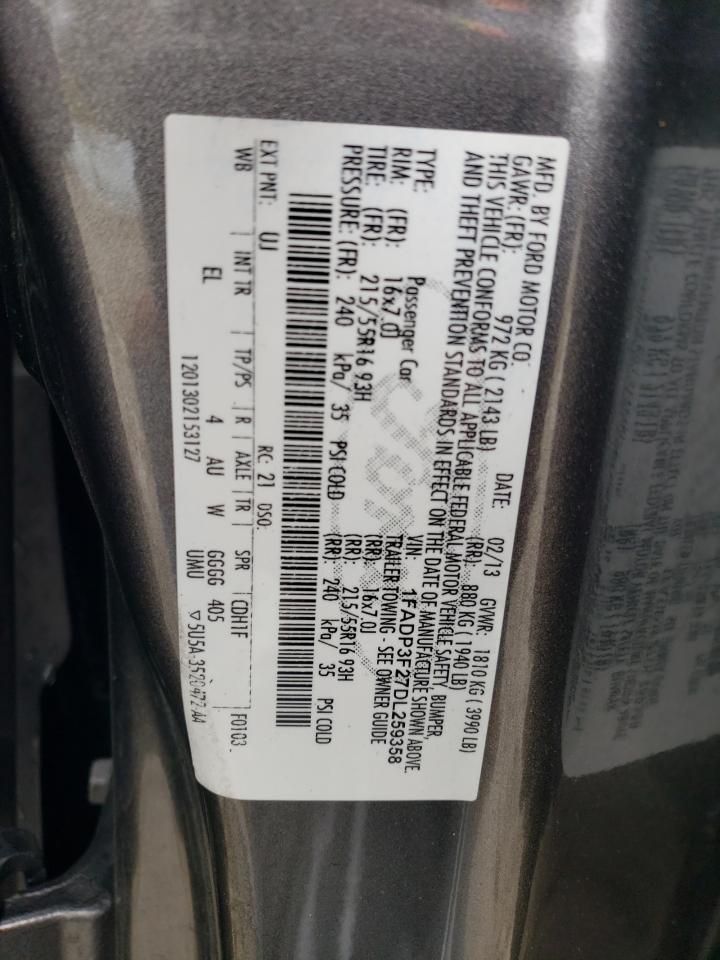 MFD. BY FORD MOTOR CO.
DATE: 02/13 GVWR: 1810 KG ( 3990 LB)
GAWR: (FR): 972 KG ( 2143 LB) (RR): 880 KG ( 1940 LB)
THIS VEHICLE CONFORMS TO ALL APPLICABLE FEDERAL MOTOR VEHICLE SAFETY, BUMPER,
AND THEFT PREVENTION STANDARDS IN EFFECT ON THE DATE OF MANUFACTURE SHOWN ABOVE.
VIN: 1FADP3F27DL259358
TYPE: Passenger Car TRAILER TOWING - SEE OWNER GUIDE
RIM: (FR): 16x7.0J (RR): 16x7.0J
TIRE: (FR): 215/55R16 93H (RR): 215/55R16 93H
PRESSURE: (FR): 240 kPa/ 35 PSI COLD (RR): 240 kPa/ 35 PSI COLD
EXT PNT: UJ RC: 21 DSO:
WB INT TR TP/PS R AXLE TR SPR CDH1F F0103
EL 4 AU W GGGG 405
1201302153127 UMU ▽5U5A-3520472-AA